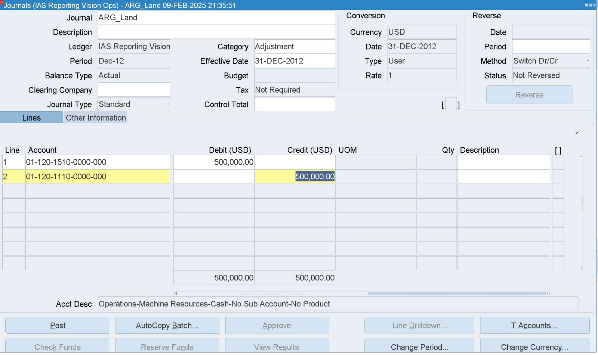 Journals (IAS Reporting Vision Ops) - ARG_Land 09-FEB-2025 21:35:51
Journal ARG_Land
Conversion
Reverse
Description
Currency USD
Date
Ledger IAS Reporting Vision
Category Adjustment
Date 31-DEC-2012
Period
Period Dec-12
Effective Date 31-DEC-2012
Type User
Method Switch Dr/Cr
Balance Type Actual
Budget
Rate 1
Status Not Reversed
Clearing Company
Tax Not Required
Reverse
Journal Type Standard
Control Total
[ ]
Lines Other Information
Line Account Debit (USD) Credit (USD) UOM Qty Description [ ]
1 01-120-1510-0000-000 500,000.00
2 01-120-1110-0000-000 500,000.00
500,000.00 500,000.00
Acct Desc Operations-Machine Resources-Cash-No Sub Account-No Product
Post AutoCopy Batch... Approve Line Drilldown... T Accounts...
Check Funds Reserve Funds View Results Change Period... Change Currency...